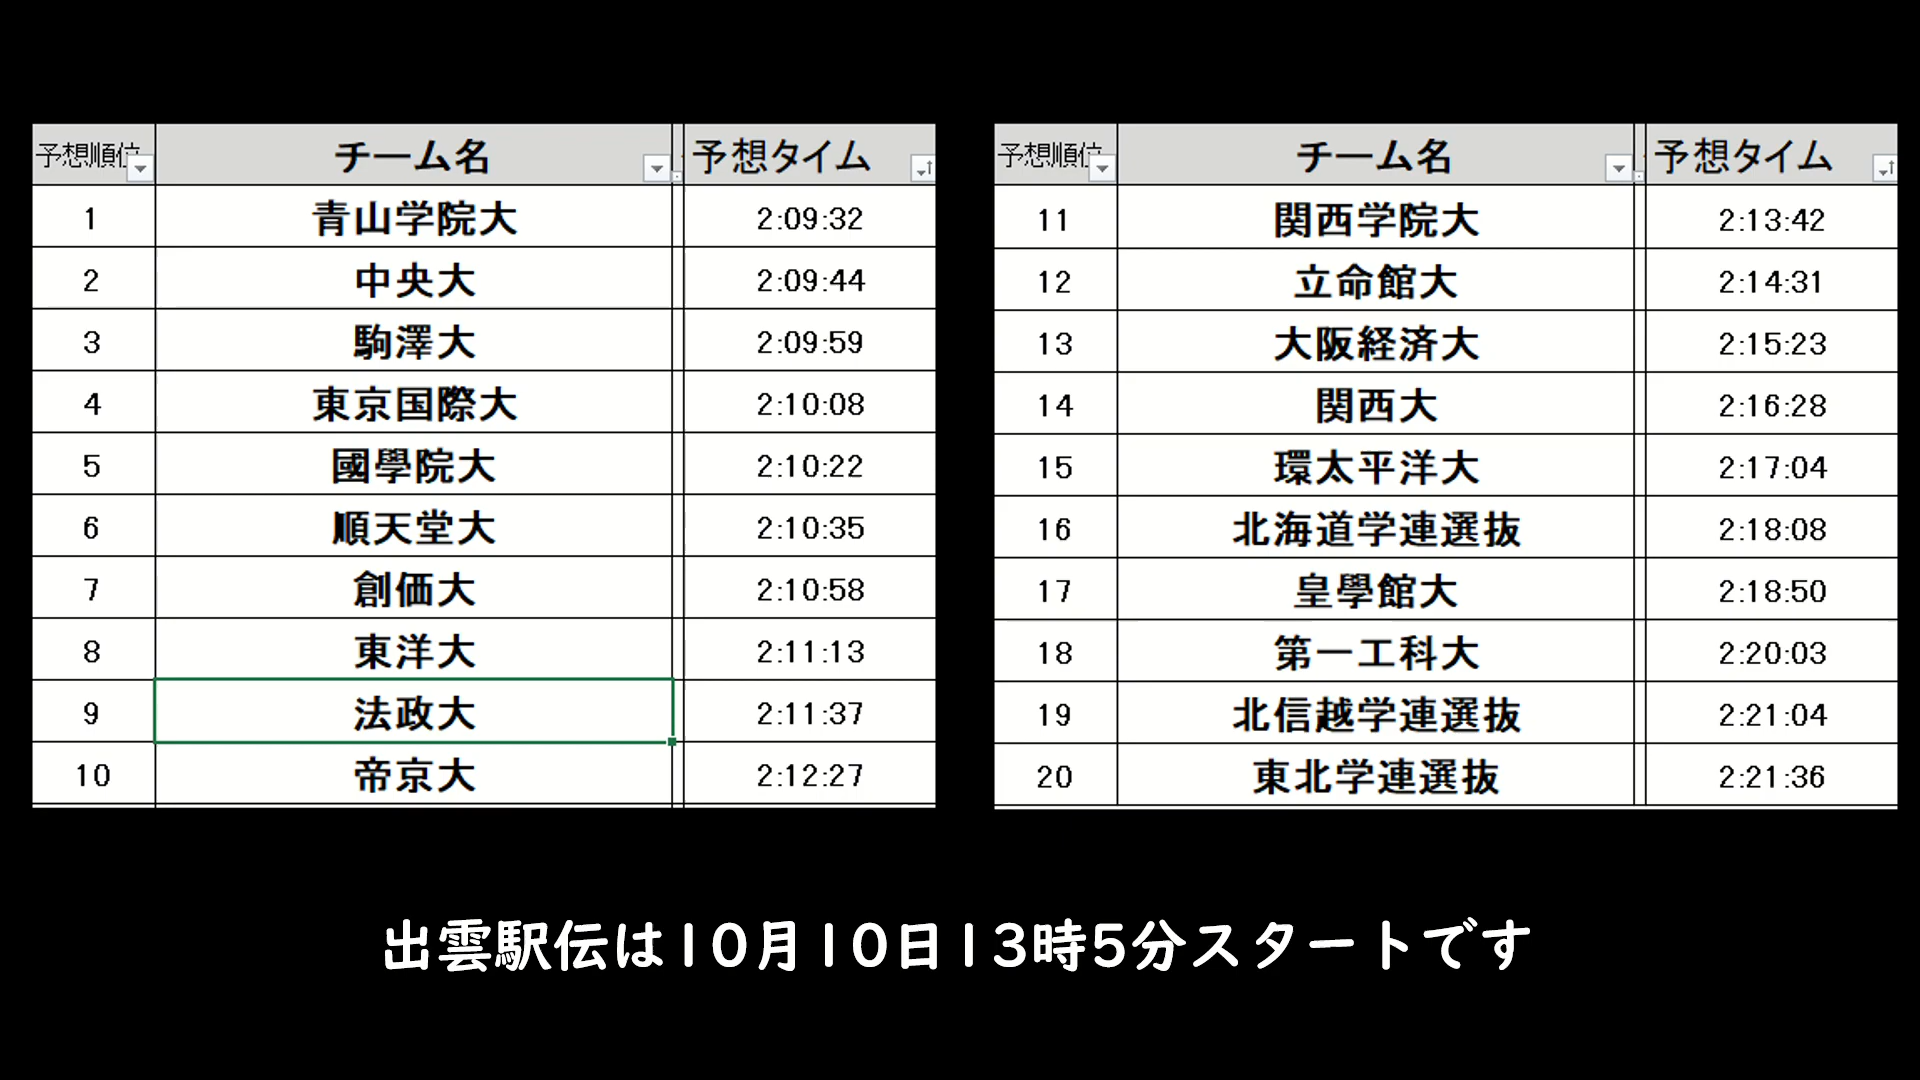 予想順位 チーム名 予想タイム
1 青山学院大 2:09:32
2 中央大 2:09:44
3 駒澤大 2:09:59
4 東京国際大 2:10:08
5 國學院大 2:10:22
6 順天堂大 2:10:35
7 創価大 2:10:58
8 東洋大 2:11:13
9 法政大 2:11:37
10 帝京大 2:12:27
予想順位 チーム名 予想タイム
11 関西学院大 2:13:42
12 立命館大 2:14:31
13 大阪経済大 2:15:23
14 関西大 2:16:28
15 環太平洋大 2:17:04
16 北海道学連選抜 2:18:08
17 皇學館大 2:18:50
18 第一工科大 2:20:03
19 北信越学連選抜 2:21:04
20 東北学連選抜 2:21:36
出雲駅伝は10月10日13時5分スタートです